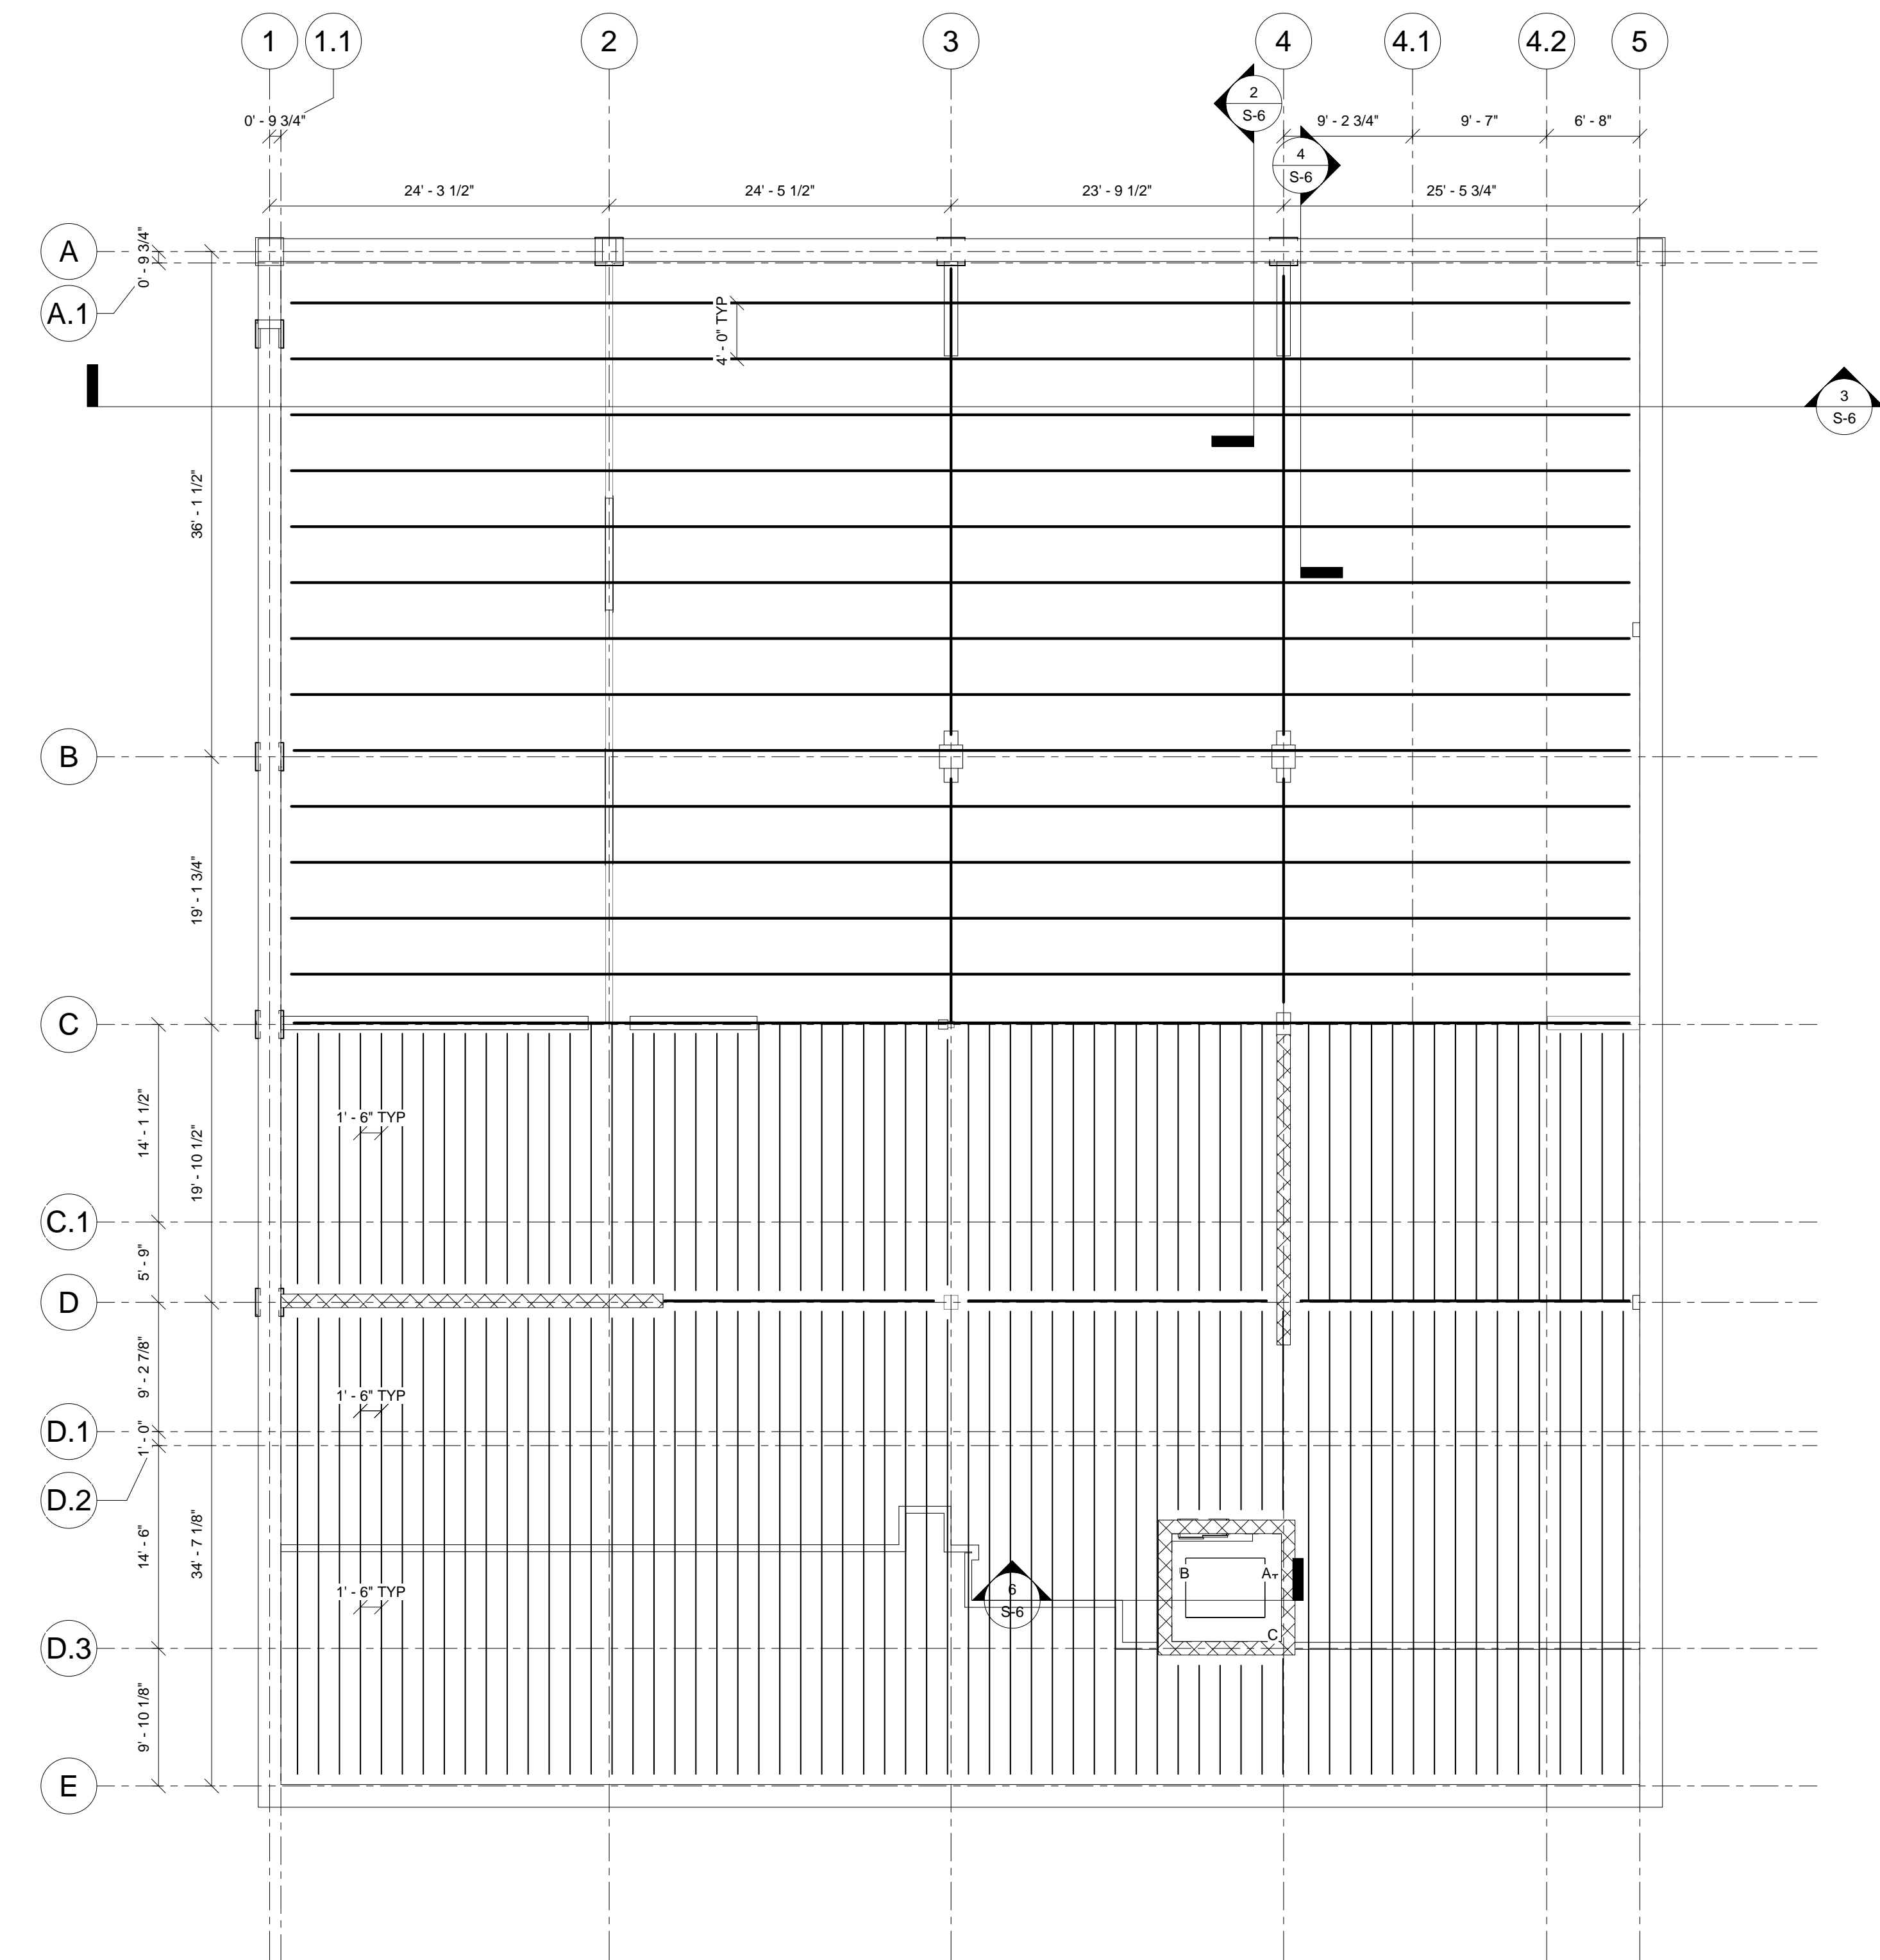 1 1.1 2 3 4 4.1 4.2 5
2
S-6
0' - 9 3/4" 9' - 2 3/4" 9' - 7" 6' - 8"
4
S-6
24' - 3 1/2" 24' - 5 1/2" 23' - 9 1/2" 25' - 5 3/4"
A
0' - 9 3/4"
A.1
4' - 0" TYP
3
S-6
36' - 1 1/2"
B
19' - 1 3/4"
C
14' - 1 1/2"
1' - 6" TYP
19' - 10 1/2"
C.1
5' - 9"
D
9' - 2 7/8"
1' - 6" TYP
D.1
1' - 0"
D.2
14' - 6"
34' - 7 1/8"
1' - 6" TYP
6
S-6
B A T
C
D.3
9' - 10 1/8"
E